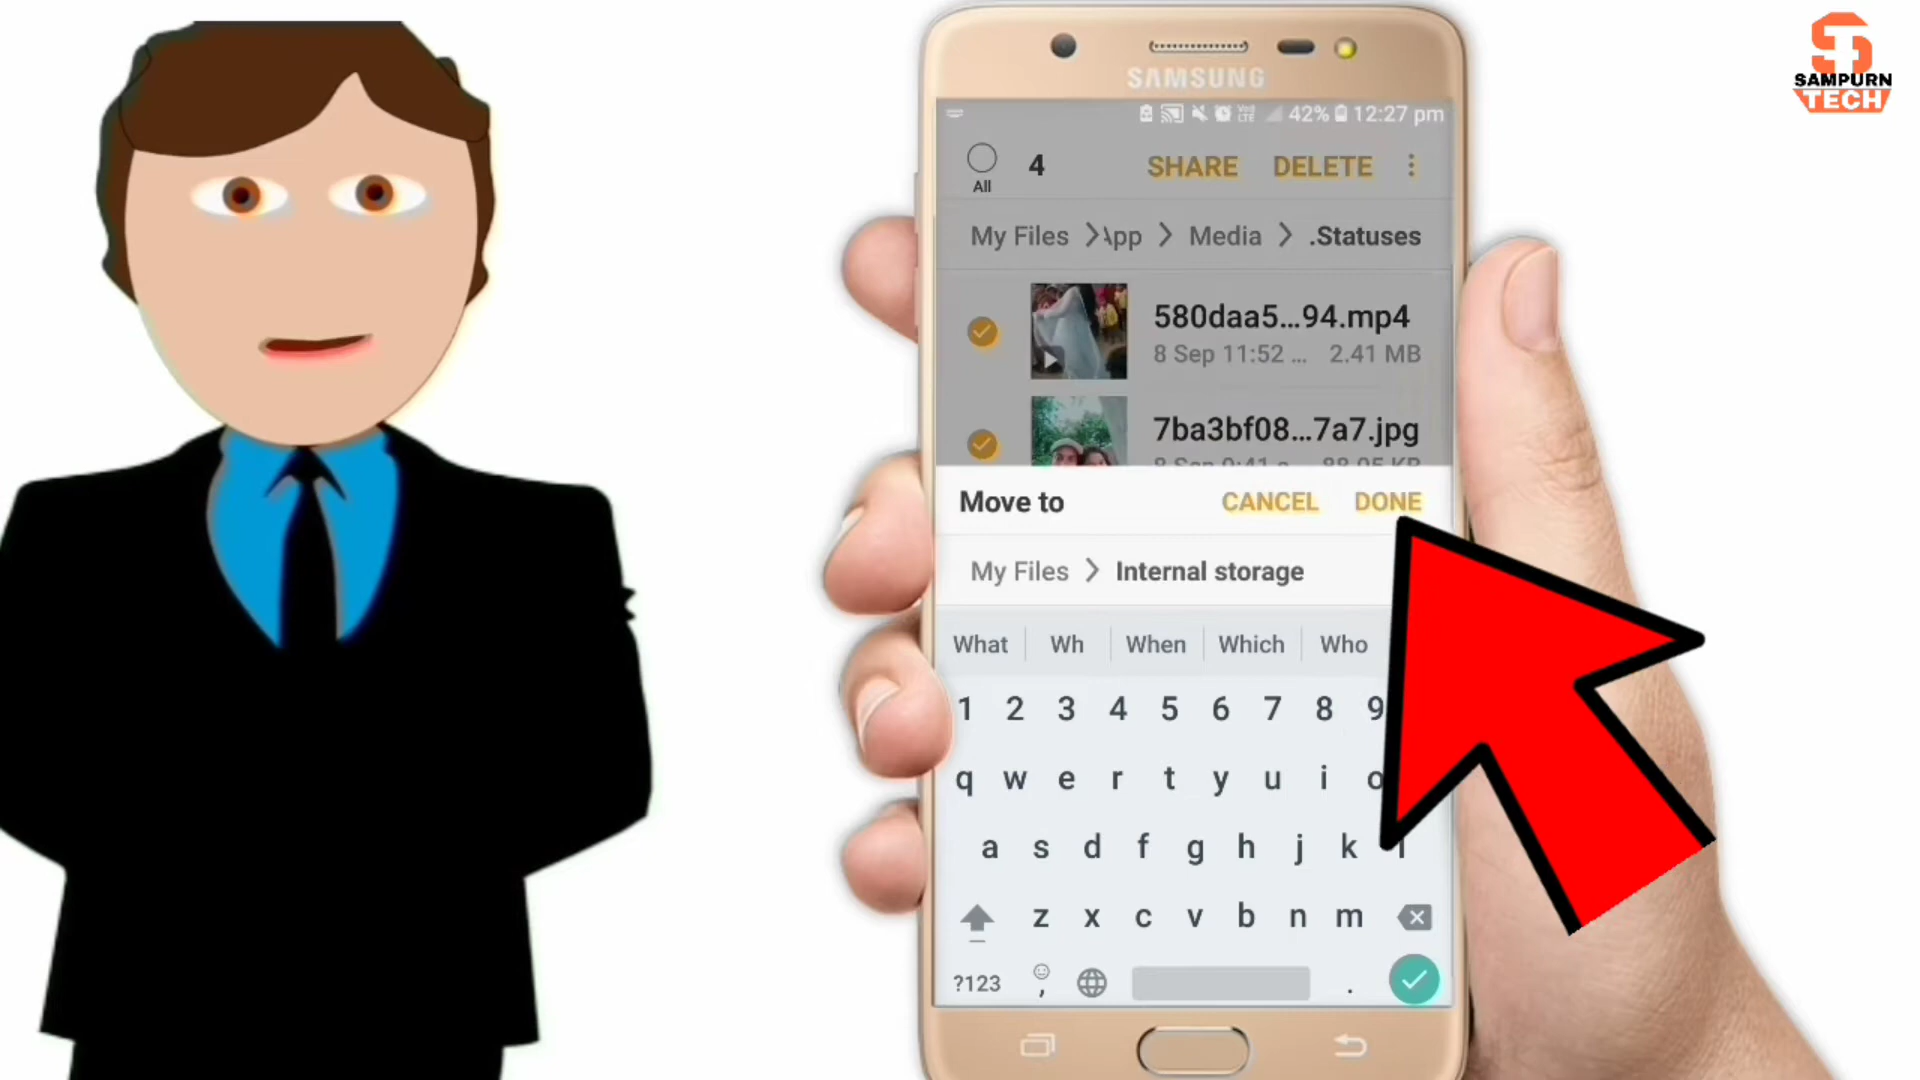 SAMPURN
TECH
SAMSUNG
42% 12:27 pm
All
4
SHARE DELETE
My Files > App > Media > .Statuses
580daa5...94.mp4
8 Sep 11:52 ... 2.41 MB
7ba3bf08...7a7.jpg
Move to CANCEL DONE
My Files > Internal storage
What Wh When Which Who
1 2 3 4 5 6 7 8 9
q w e r t y u i o
a s d f g h j k l
z x c v b n m
?123 , .